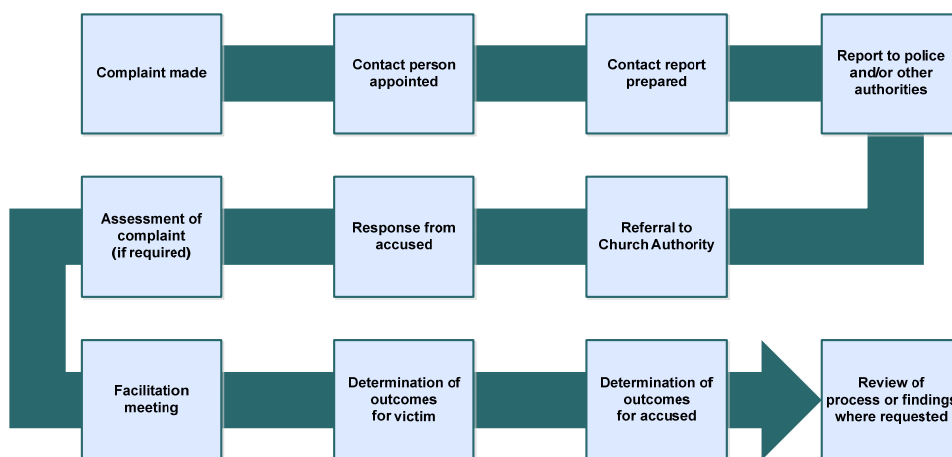 Complaint made
Contact person
appointed
Contact report
prepared
Report to police
and/or other
authorities
Referral to
Church Authority
Response from
accused
Assessment of
complaint
(if required)
Facilitation
meeting
Determination of
outcomes
for victim
Determination of
outcomes
for accused
Review of
process or findings
where requested